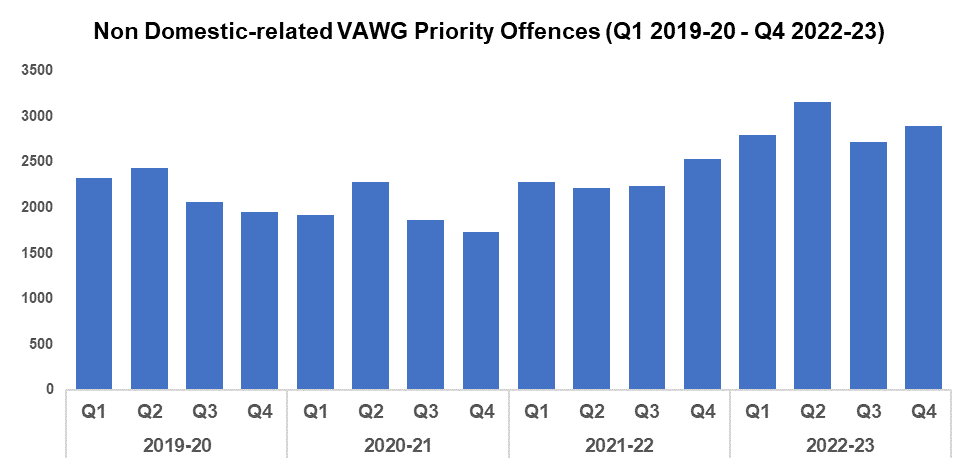 Non Domestic-related VAWG Priority Offences (Q1 2019-20 - Q4 2022-23)
3500
3000
2500
2000
1500
1000
500
0
Q1 Q2 Q3 Q4 Q1 Q2 Q3 Q4 Q1 Q2 Q3 Q4 Q1 Q2 Q3 Q4
2019-20 2020-21 2021-22 2022-23